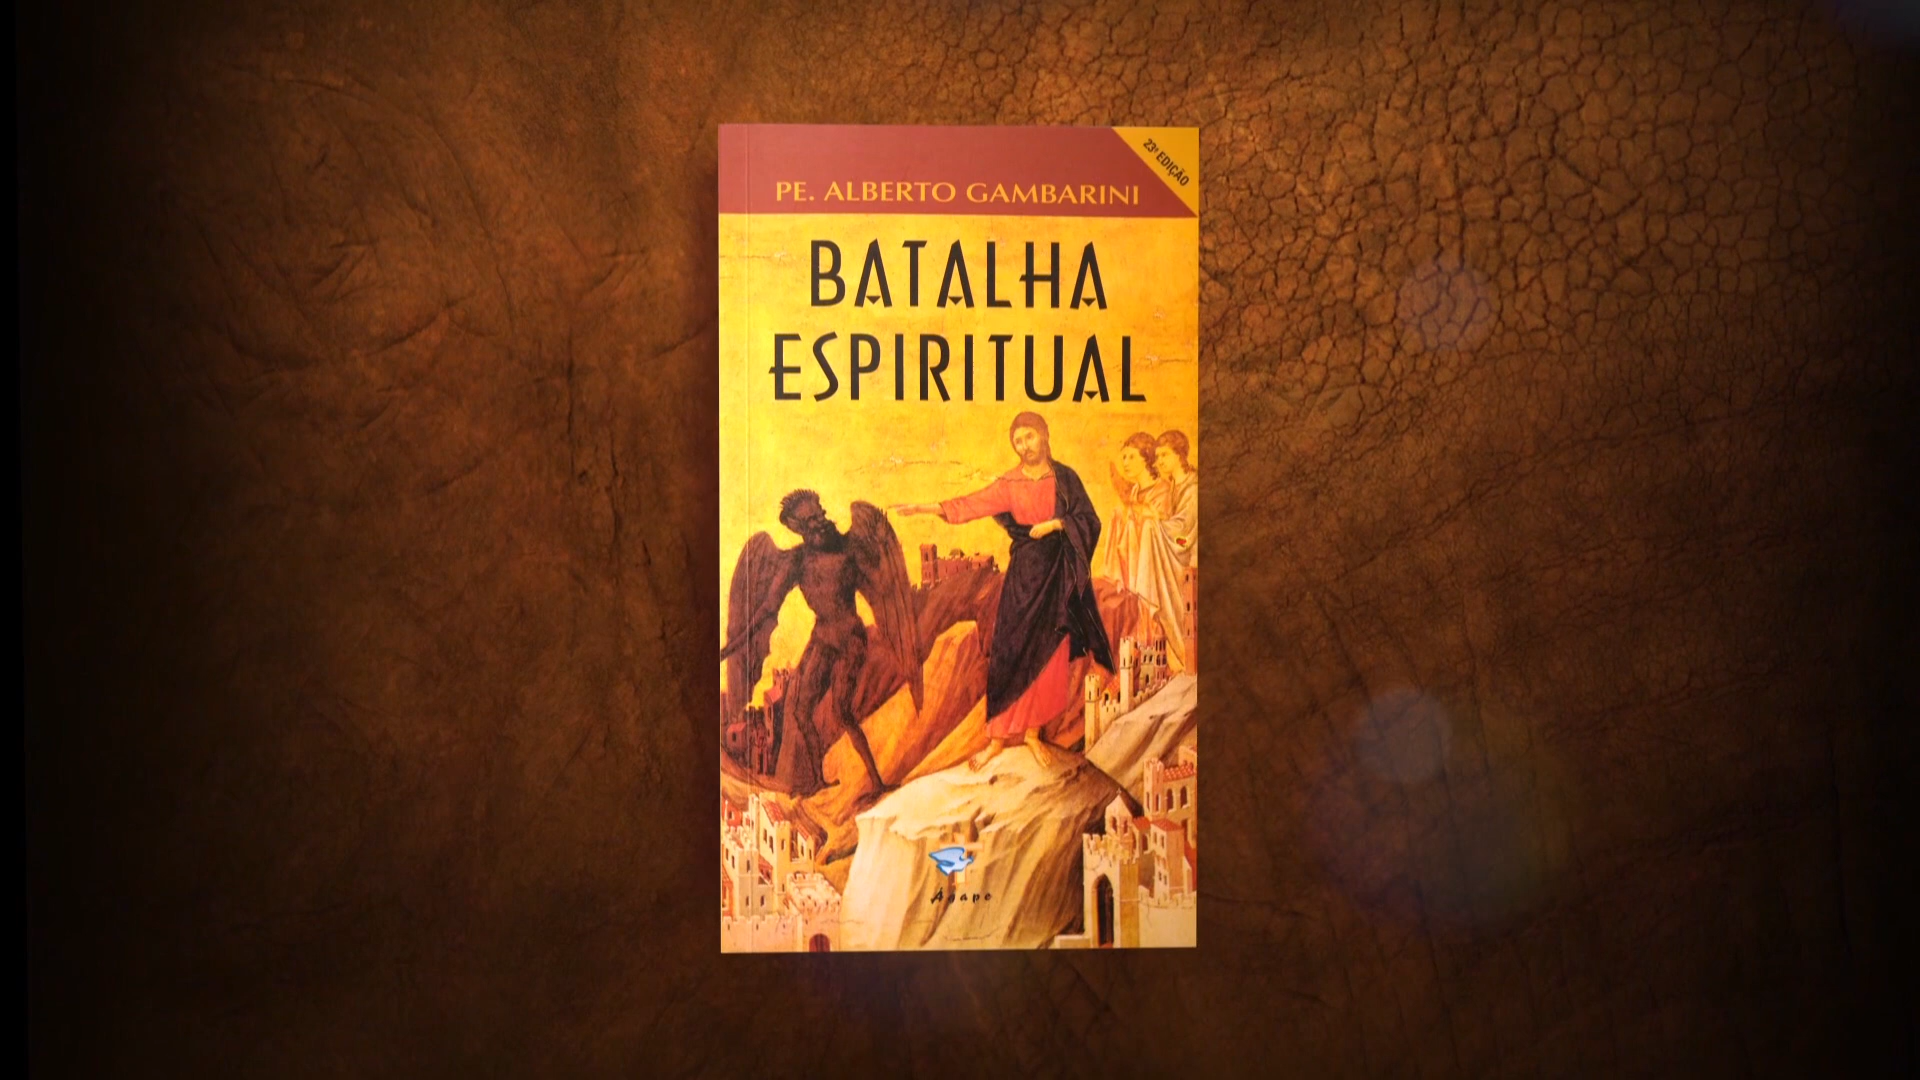 23ª EDIÇÃO
PE. ALBERTO GAMBARINI
BATALHA
ESPIRITUAL
Ágape